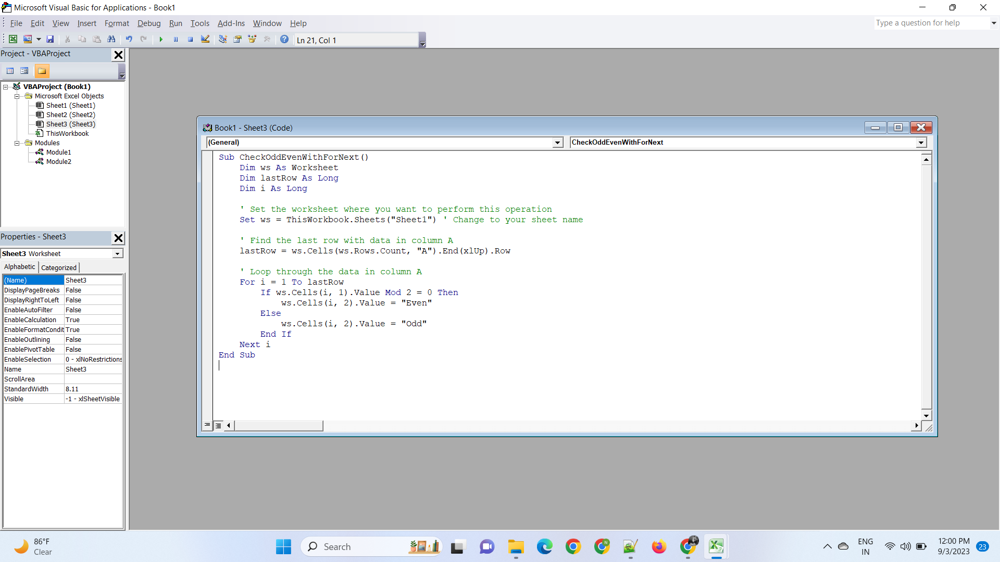 Microsoft Visual Basic for Applications - Book1
File Edit View Insert Format Debug Run Tools Add-Ins Window Help
Type a question for help
Ln 21, Col 1
Project - VBAProject
VBAProject (Book1)
Microsoft Excel Objects
Sheet1 (Sheet1)
Sheet2 (Sheet2)
Sheet3 (Sheet3)
ThisWorkbook
Modules
Module1
Module2
Properties - Sheet3
Sheet3 Worksheet
Alphabetic Categorized
(Name) Sheet3
DisplayPageBreaks False
DisplayRightToLeft False
EnableAutoFilter False
EnableCalculation True
EnableFormatCondit True
EnableOutlining False
EnablePivotTable False
EnableSelection 0 - xlNoRestrictions
Name Sheet3
ScrollArea
StandardWidth 8.11
Visible -1 - xlSheetVisible
Book1 - Sheet3 (Code)
(General) CheckOddEvenWithForNext
Sub CheckOddEvenWithForNext()
    Dim ws As Worksheet
    Dim lastRow As Long
    Dim i As Long
    ' Set the worksheet where you want to perform this operation
    Set ws = ThisWorkbook.Sheets("Sheet1") ' Change to your sheet name
    ' Find the last row with data in column A
    lastRow = ws.Cells(ws.Rows.Count, "A").End(xlUp).Row
    ' Loop through the data in column A
    For i = 1 To lastRow
        If ws.Cells(i, 1).Value Mod 2 = 0 Then
            ws.Cells(i, 2).Value = "Even"
        Else
            ws.Cells(i, 2).Value = "Odd"
        End If
    Next i
End Sub
86°F
Clear
Search
N
ENG
IN
12:00 PM
9/3/2023
23